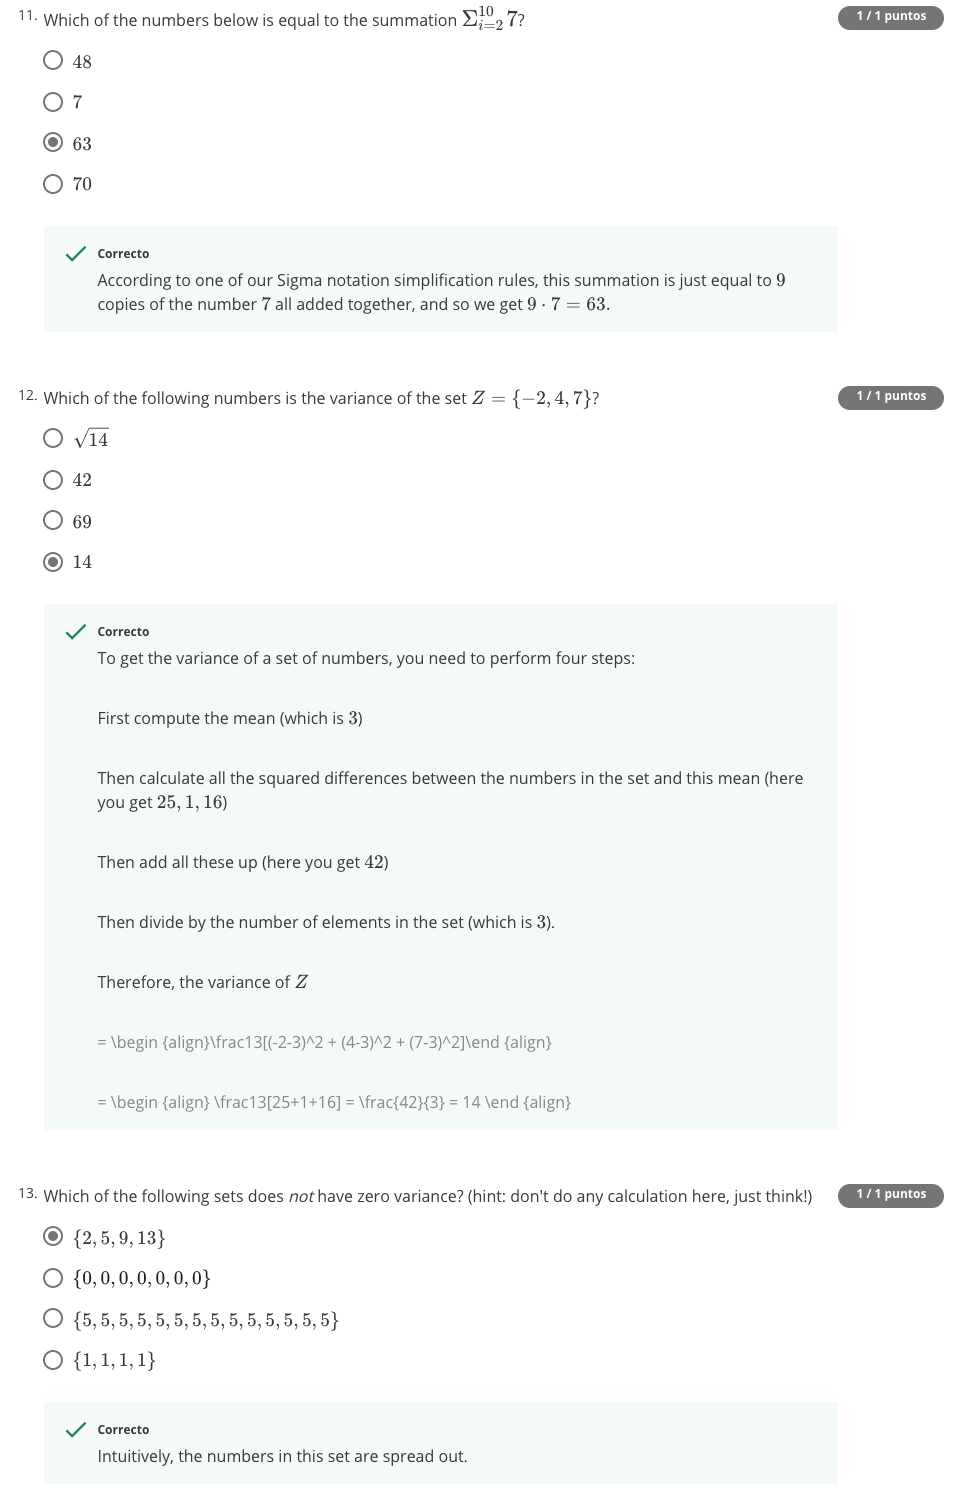 11. Which of the numbers below is equal to the summation Σ_{i=2}^{10} 7?
1 / 1 puntos
48
7
63
70
Correcto
According to one of our Sigma notation simplification rules, this summation is just equal to 9
copies of the number 7 all added together, and so we get 9 · 7 = 63.
12. Which of the following numbers is the variance of the set Z = {−2, 4, 7}?
1 / 1 puntos
√14
42
69
14
Correcto
To get the variance of a set of numbers, you need to perform four steps:
First compute the mean (which is 3)
Then calculate all the squared differences between the numbers in the set and this mean (here
you get 25, 1, 16)
Then add all these up (here you get 42)
Then divide by the number of elements in the set (which is 3).
Therefore, the variance of Z
= \begin {align}\frac13[(-2-3)^2 + (4-3)^2 + (7-3)^2]\end {align}
= \begin {align} \frac13[25+1+16] = \frac{42}{3} = 14 \end {align}
13. Which of the following sets does not have zero variance? (hint: don't do any calculation here, just think!)
1 / 1 puntos
{2, 5, 9, 13}
{0, 0, 0, 0, 0, 0, 0}
{5, 5, 5, 5, 5, 5, 5, 5, 5, 5, 5, 5, 5, 5}
{1, 1, 1, 1}
Correcto
Intuitively, the numbers in this set are spread out.